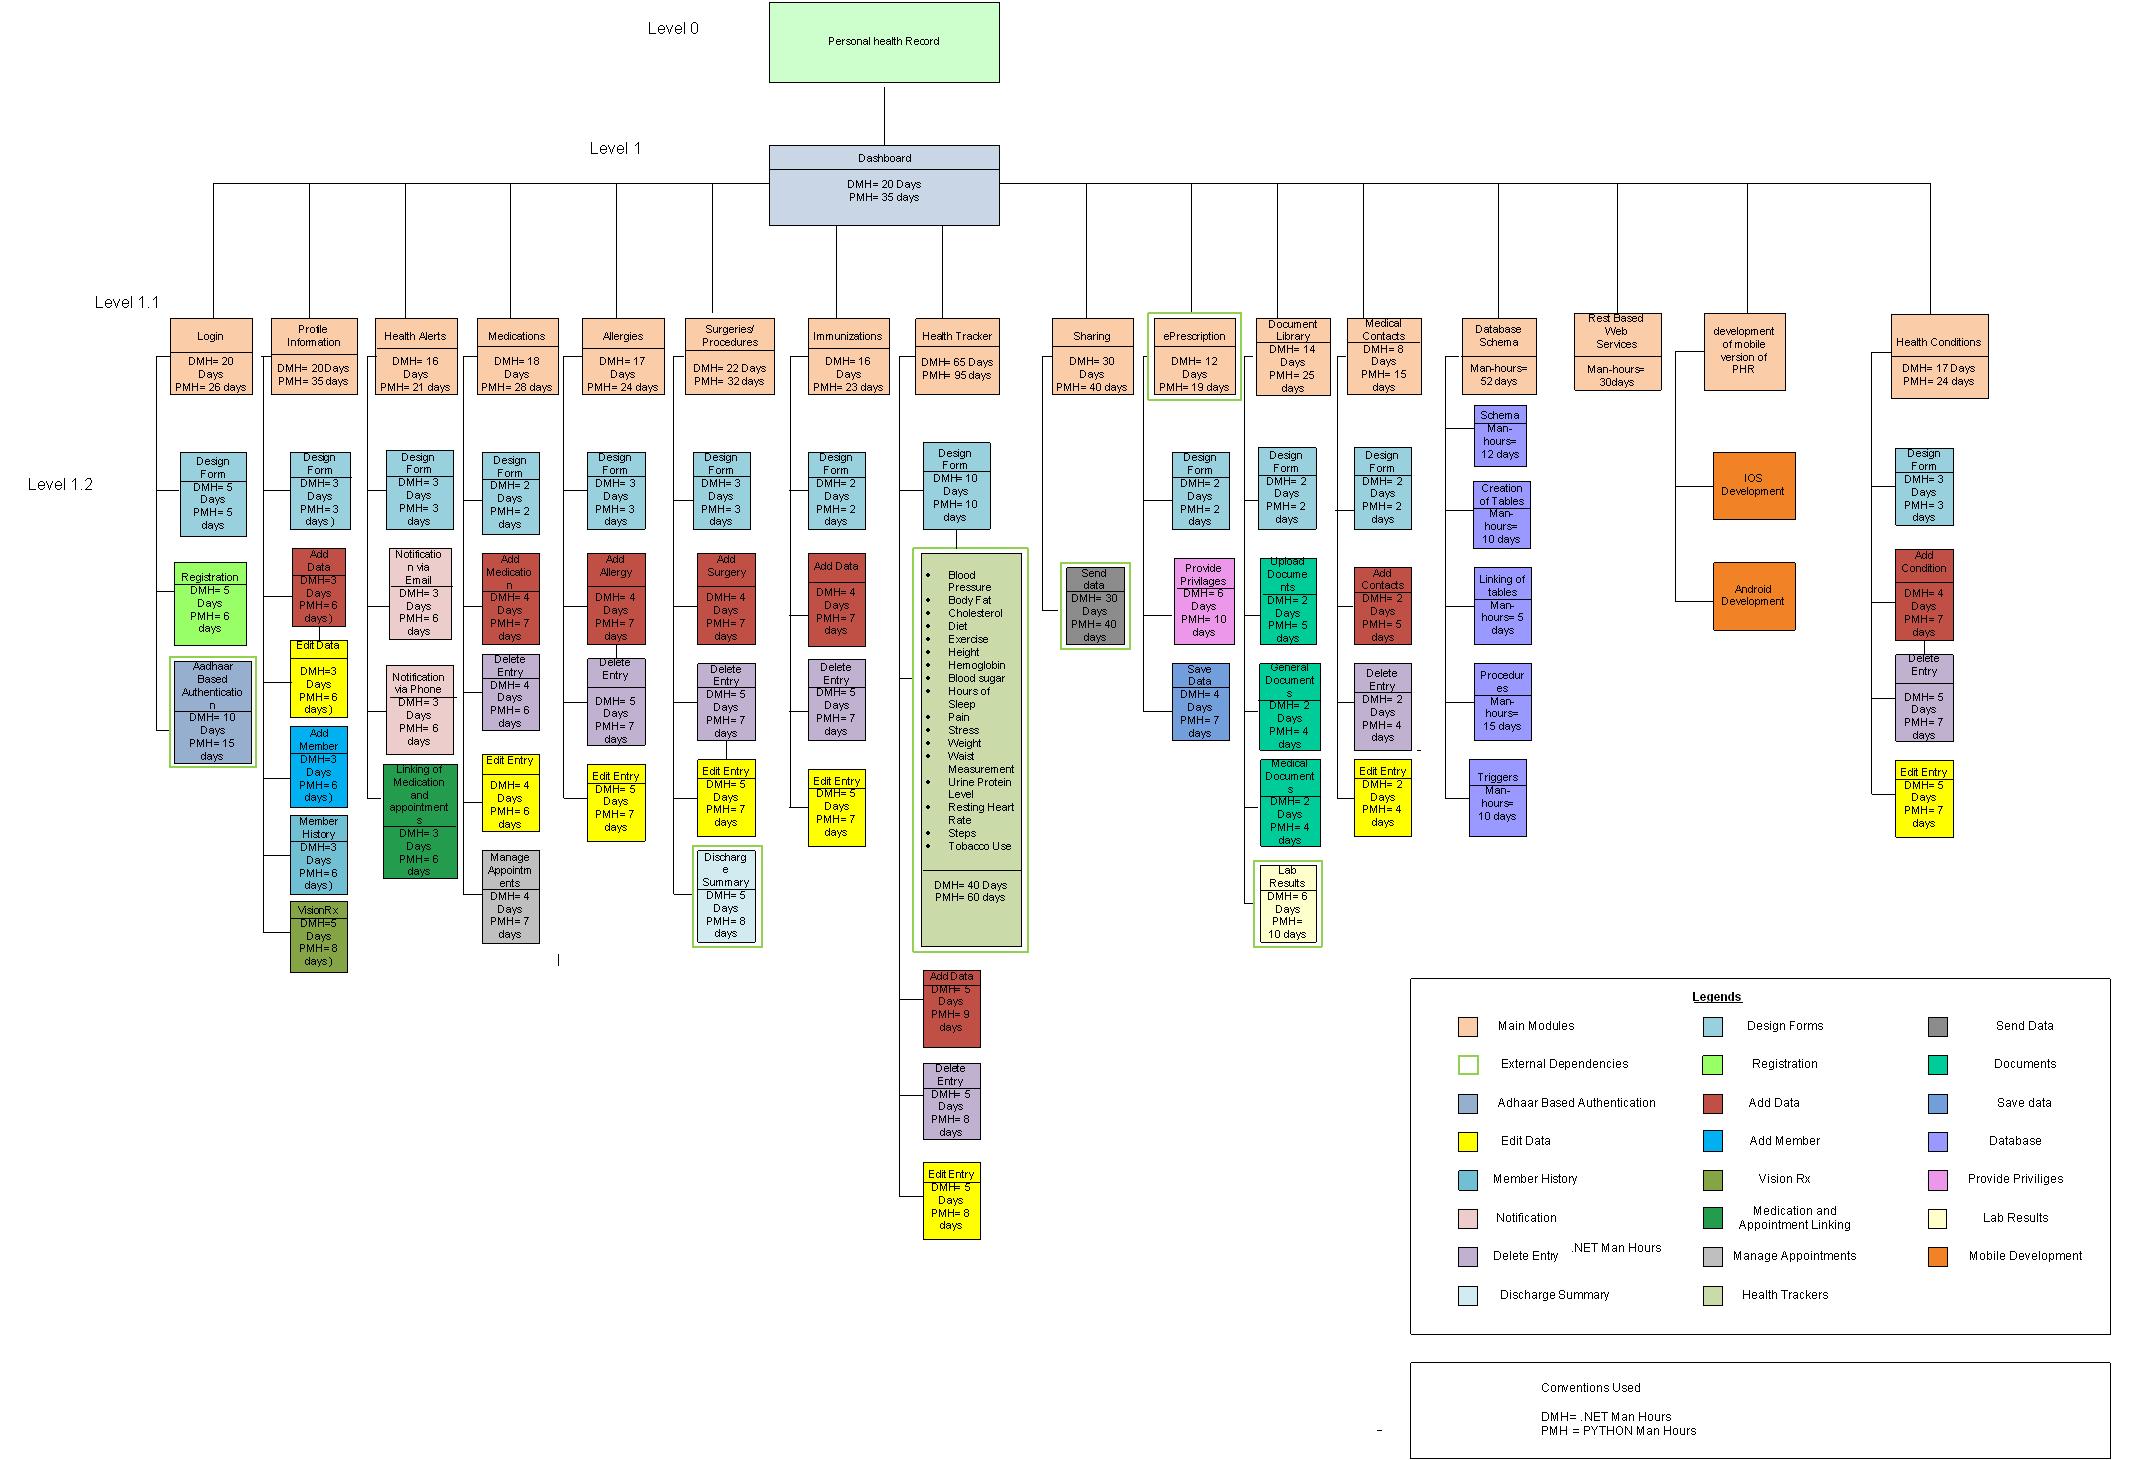 Level 0
Personal health Record
Level 1
Dashboard
DMH= 20 Days
PMH= 35 days
Level 1.1
Login
DMH= 20
Days
PMH= 26 days
Profile
Information
DMH= 20Days
PMH= 35days
Health Alerts
DMH= 16
Days
PMH= 21 days
Medications
DMH= 18
Days
PMH= 28 days
Allergies
DMH= 17
Days
PMH= 24 days
Surgeries/
Procedures
DMH= 22 Days
PMH= 32 days
Immunizations
DMH= 16
Days
PMH= 23 days
Health Tracker
DMH= 65 Days
PMH= 95 days
Sharing
DMH= 30
Days
PMH= 40 days
ePrescription
DMH= 12
Days
PMH= 19 days
Document
Library
DMH= 14
Days
PMH= 25
days
Medical
Contacts
DMH= 8
Days
PMH= 15
days
Database
Schema
Man-hours=
52 days
Rest Based
Web
Services
Man-hours=
30days
development
of mobile
version of
PHR
Health Conditions
DMH= 17 Days
PMH= 24 days
Level 1.2
Design
Form
DMH= 5
Days
PMH= 5
days
Registration
DMH= 5
Days
PMH= 6
days
Aadhaar
Based
Authenticatio
n
DMH= 10
Days
PMH= 15
days
Design
Form
DMH= 3
Days
PMH= 3
days )
Add
Data
DMH=3
Days
PMH= 6
days )
Edit Data
DMH=3
Days
PMH= 6
days )
Add
Member
DMH=3
Days
PMH= 6
days )
Member
History
DMH=3
Days
PMH= 6
days )
VisionRx
DMH=5
Days
PMH= 8
days )
Design
Form
DMH= 3
Days
PMH= 3
days
Notificatio
n via
Email
DMH= 3
Days
PMH= 6
days
Notification
via Phone
DMH= 3
Days
PMH= 6
days
Linking of
Medication
and
appointment
s
DMH= 3
Days
PMH= 6
days
Design
Form
DMH= 2
Days
PMH= 2
days
Add
Medicatio
n
DMH= 4
Days
PMH= 7
days
Delete
Entry
DMH= 4
Days
PMH= 6
days
Edit Entry
DMH= 4
Days
PMH= 6
days
Manage
Appointm
ents
DMH= 4
Days
PMH= 7
days
Design
Form
DMH= 3
Days
PMH= 3
days
Add
Allergy
DMH= 4
Days
PMH= 7
days
Delete
Entry
DMH= 5
Days
PMH= 7
days
Edit Entry
DMH= 5
Days
PMH= 7
days
Design
Form
DMH= 3
Days
PMH= 3
days
Add
Surgery
DMH= 4
Days
PMH= 7
days
Delete
Entry
DMH= 5
Days
PMH= 7
days
Edit Entry
DMH= 5
Days
PMH= 7
days
Discharg
e
Summary
DMH= 5
Days
PMH= 8
days
Design
Form
DMH= 2
Days
PMH= 2
days
Add Data
DMH= 4
Days
PMH= 7
days
Delete
Entry
DMH= 5
Days
PMH= 7
days
Edit Entry
DMH= 5
Days
PMH= 7
days
Design
Form
DMH= 10
Days
PMH= 10
days
• Blood
Pressure
• Body Fat
• Cholesterol
• Diet
• Exercise
• Height
• Hemoglobin
• Blood sugar
• Hours of
Sleep
• Pain
• Stress
• Weight
• Waist
Measurement
• Urine Protein
Level
• Resting Heart
Rate
• Steps
• Tobacco Use
DMH= 40 Days
PMH= 60 days
Add Data
DMH= 5
Days
PMH= 9
days
Delete
Entry
DMH= 5
Days
PMH= 8
days
Edit Entry
DMH= 5
Days
PMH= 8
days
Send
data
DMH= 30
Days
PMH= 40
days
Design
Form
DMH= 2
Days
PMH= 2
days
Provide
Privilages
DMH= 6
Days
PMH= 10
days
Save
Data
DMH= 4
Days
PMH= 7
days
Design
Form
DMH= 2
Days
PMH= 2
days
Upload
Docume
nts
DMH= 2
Days
PMH= 5
days
General
Document
s
DMH= 2
Days
PMH= 4
days
Medical
Document
s
DMH= 2
Days
PMH= 4
days
Lab
Results
DMH= 6
Days
PMH=
10 days
Design
Form
DMH= 2
Days
PMH= 2
days
Add
Contacts
DMH= 2
Days
PMH= 5
days
Delete
Entry
DMH= 2
Days
PMH= 4
days
Edit Entry
DMH= 2
Days
PMH= 4
days
Schema
Man-
hours=
12 days
Creation
of Tables
Man-
hours=
10 days
Linking of
tables
Man-
hours= 5
days
Procedur
es
Man-
hours=
15 days
Triggers
Man-
hours=
10 days
IOS
Development
Android
Development
Design
Form
DMH= 3
Days
PMH= 3
days
Add
Condition
DMH= 4
Days
PMH= 7
days
Delete
Entry
DMH= 5
Days
PMH= 7
days
Edit Entry
DMH= 5
Days
PMH= 7
days
Legends
Main Modules
Design Forms
Send Data
External Dependencies
Registration
Documents
Adhaar Based Authentication
Add Data
Save data
Edit Data
Add Member
Database
Member History
Vision Rx
Provide Priviliges
Notification
Medication and
Appointment Linking
Lab Results
Delete Entry
.NET Man Hours
Manage Appointments
Mobile Development
Discharge Summary
Health Trackers
Conventions Used
DMH= .NET Man Hours
PMH = PYTHON Man Hours